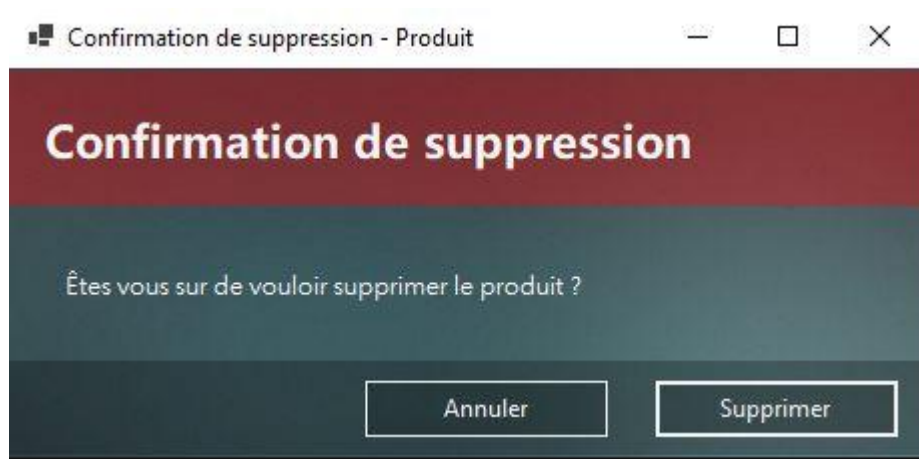 Confirmation de suppression - Produit
Confirmation de suppression
Êtes vous sur de vouloir supprimer le produit ?
Annuler
Supprimer